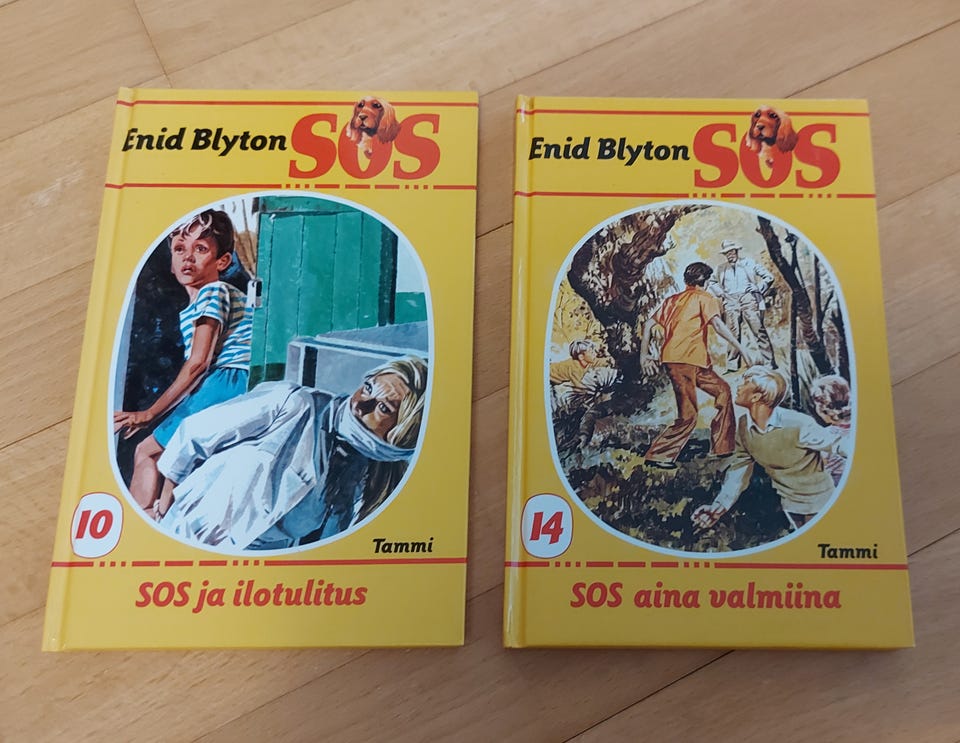 Enid Blyton SOS
10
Tammi
SOS ja ilotulitus
Enid Blyton SOS
14
Tammi
SOS aina valmiina